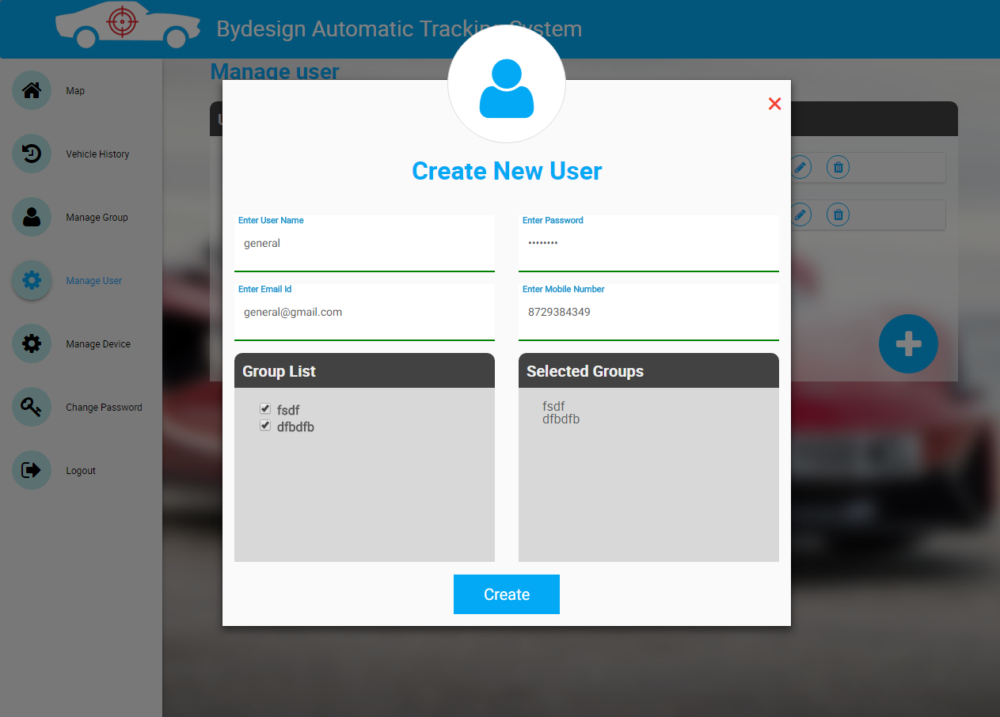 Bydesign Automatic Tracking System
Manage user
Map
Vehicle History
Manage Group
Manage User
Manage Device
Change Password
Logout
Create New User
Enter User Name
Enter Password
general
••••••••
Enter Email Id
Enter Mobile Number
general@gmail.com
8729384349
Group List
Selected Groups
fsdf
dfbdfb
fsdf
dfbdfb
Create